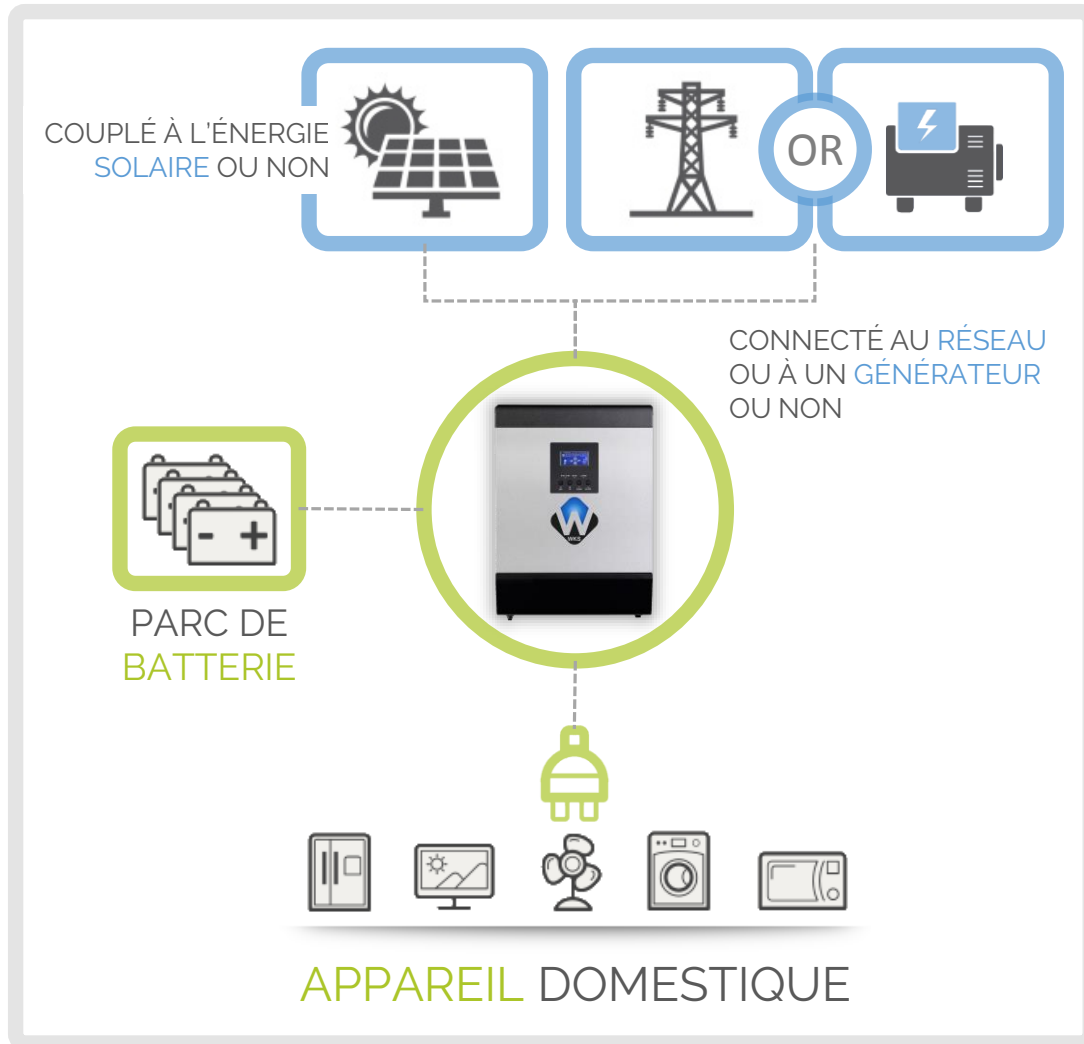 COUPLÉ À L'ÉNERGIE
SOLAIRE OU NON
OR
CONNECTÉ AU RÉSEAU
OU À UN GÉNÉRATEUR
OU NON
W
WKS
PARC DE
BATTERIE
APPAREIL DOMESTIQUE